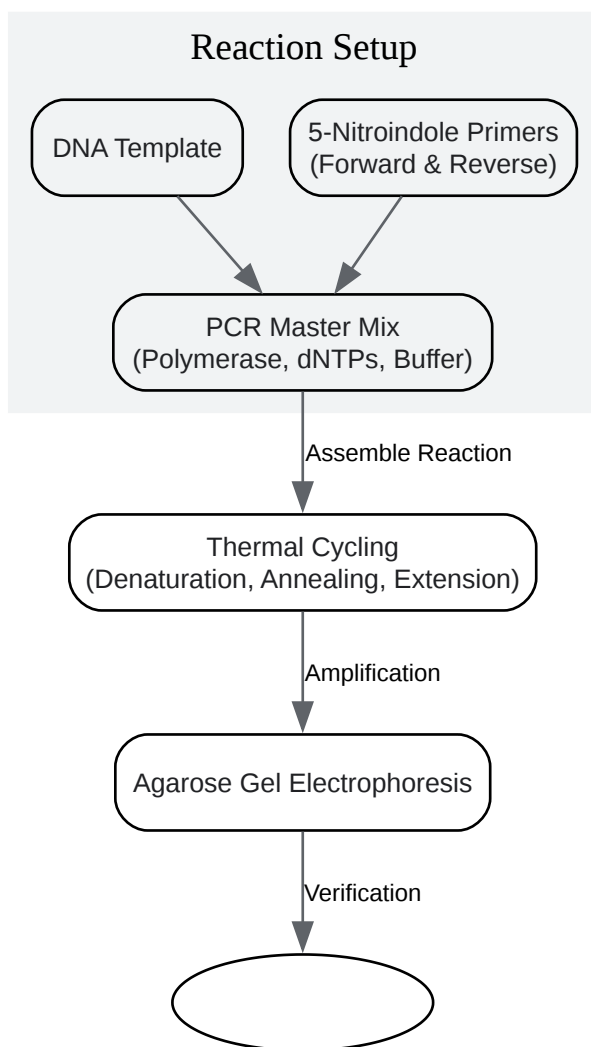 Reaction Setup
DNA Template
5-Nitroindole Primers
(Forward & Reverse)
PCR Master Mix
(Polymerase, dNTPs, Buffer)
Assemble Reaction
Thermal Cycling
(Denaturation, Annealing, Extension)
Amplification
Agarose Gel Electrophoresis
Verification